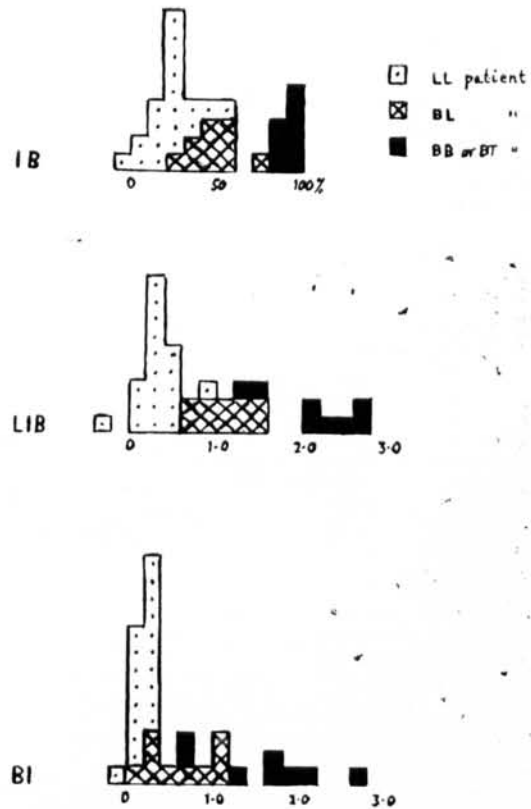 LL patient
BL "
BB or BT "
IB
0 50 100%
LIB
0 1.0 2.0 3.0
BI
0 1.0 2.0 3.0